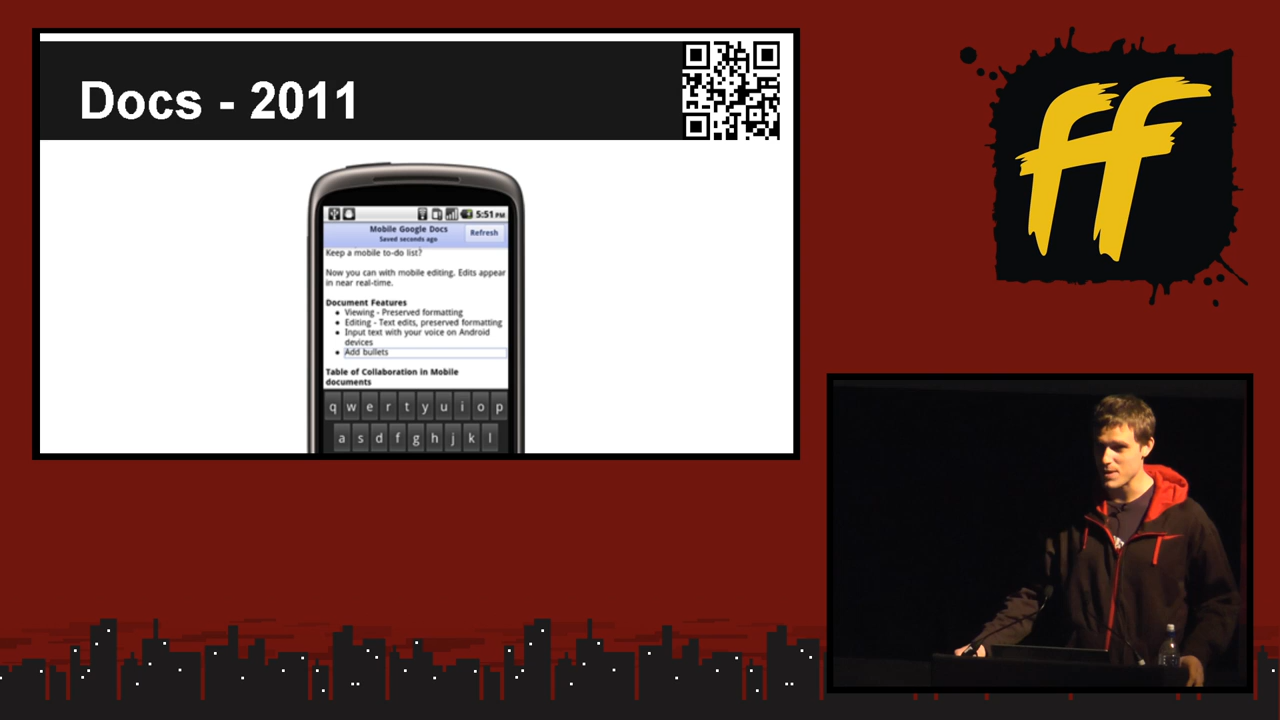 Docs - 2011
ff
5:51 PM
Mobile Google Docs
Saved seconds ago
Refresh
Keep a mobile to-do list?
Now you can with mobile editing. Edits appear
in near real-time.
Document Features
Viewing - Preserved formatting
Editing - Text edits, preserved formatting
Input text with your voice on Android
devices
Add bullets
Table of Collaboration in Mobile
documents
q w e r t y u i o p
a s d f g h j k l